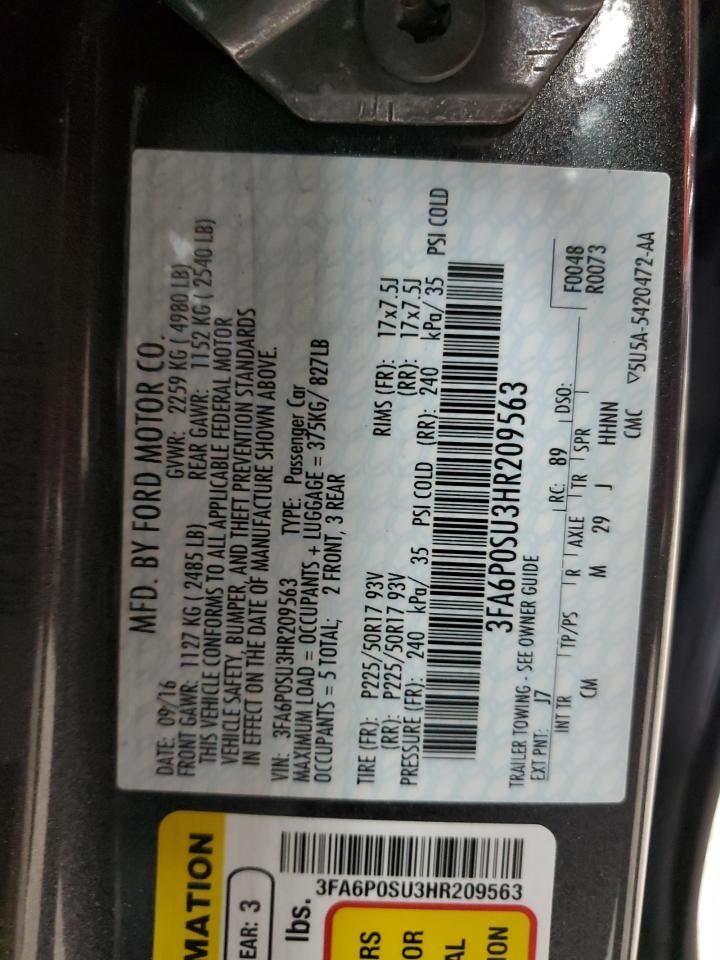 MFD. BY FORD MOTOR CO.
DATE: 09/16 GVWR: 2259 KG ( 4980 LB)
FRONT GAWR: 1127 KG ( 2485 LB) REAR GAWR: 1152 KG ( 2540 LB)
THIS VEHICLE CONFORMS TO ALL APPLICABLE FEDERAL MOTOR
VEHICLE SAFETY, BUMPER, AND THEFT PREVENTION STANDARDS
IN EFFECT ON THE DATE OF MANUFACTURE SHOWN ABOVE.
VIN: 3FA6P0SU3HR209563 TYPE: Passenger Car
MAXIMUM LOAD = OCCUPANTS + LUGGAGE = 375KG/ 827LB
OCCUPANTS = 5 TOTAL; 2 FRONT, 3 REAR
TIRE (FR): P225/50R17 93V RIMS (FR): 17x7.5J
(RR): P225/50R17 93V (RR): 17x7.5J
PRESSURE (FR): 240 kPa/ 35 PSI COLD (RR): 240 kPa/ 35 PSI COLD
3FA6P0SU3HR209563
TRAILER TOWING - SEE OWNER GUIDE
EXT PNT: J7 RC: 89 DSO: F0048
R0073
INT TR TP/PS R AXLE TR SPR
CM M 29 J HHNN
CMC ▽5U5A-5420472-AA
MATION
EAR: 3
3FA6P0SU3HR209563
lbs.
RS
OR
AL
ION